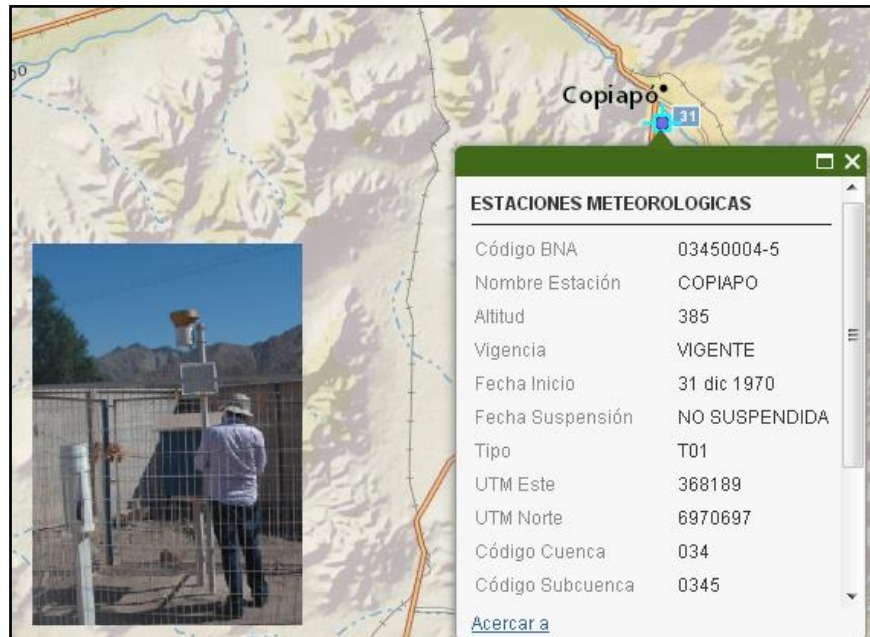 Copiapó
31
ESTACIONES METEOROLOGICAS
Código BNA 03450004-5
Nombre Estación COPIAPO
Altitud 385
Vigencia VIGENTE
Fecha Inicio 31 dic 1970
Fecha Suspensión NO SUSPENDIDA
Tipo T01
UTM Este 368189
UTM Norte 6970697
Código Cuenca 034
Código Subcuenca 0345
Acercar a